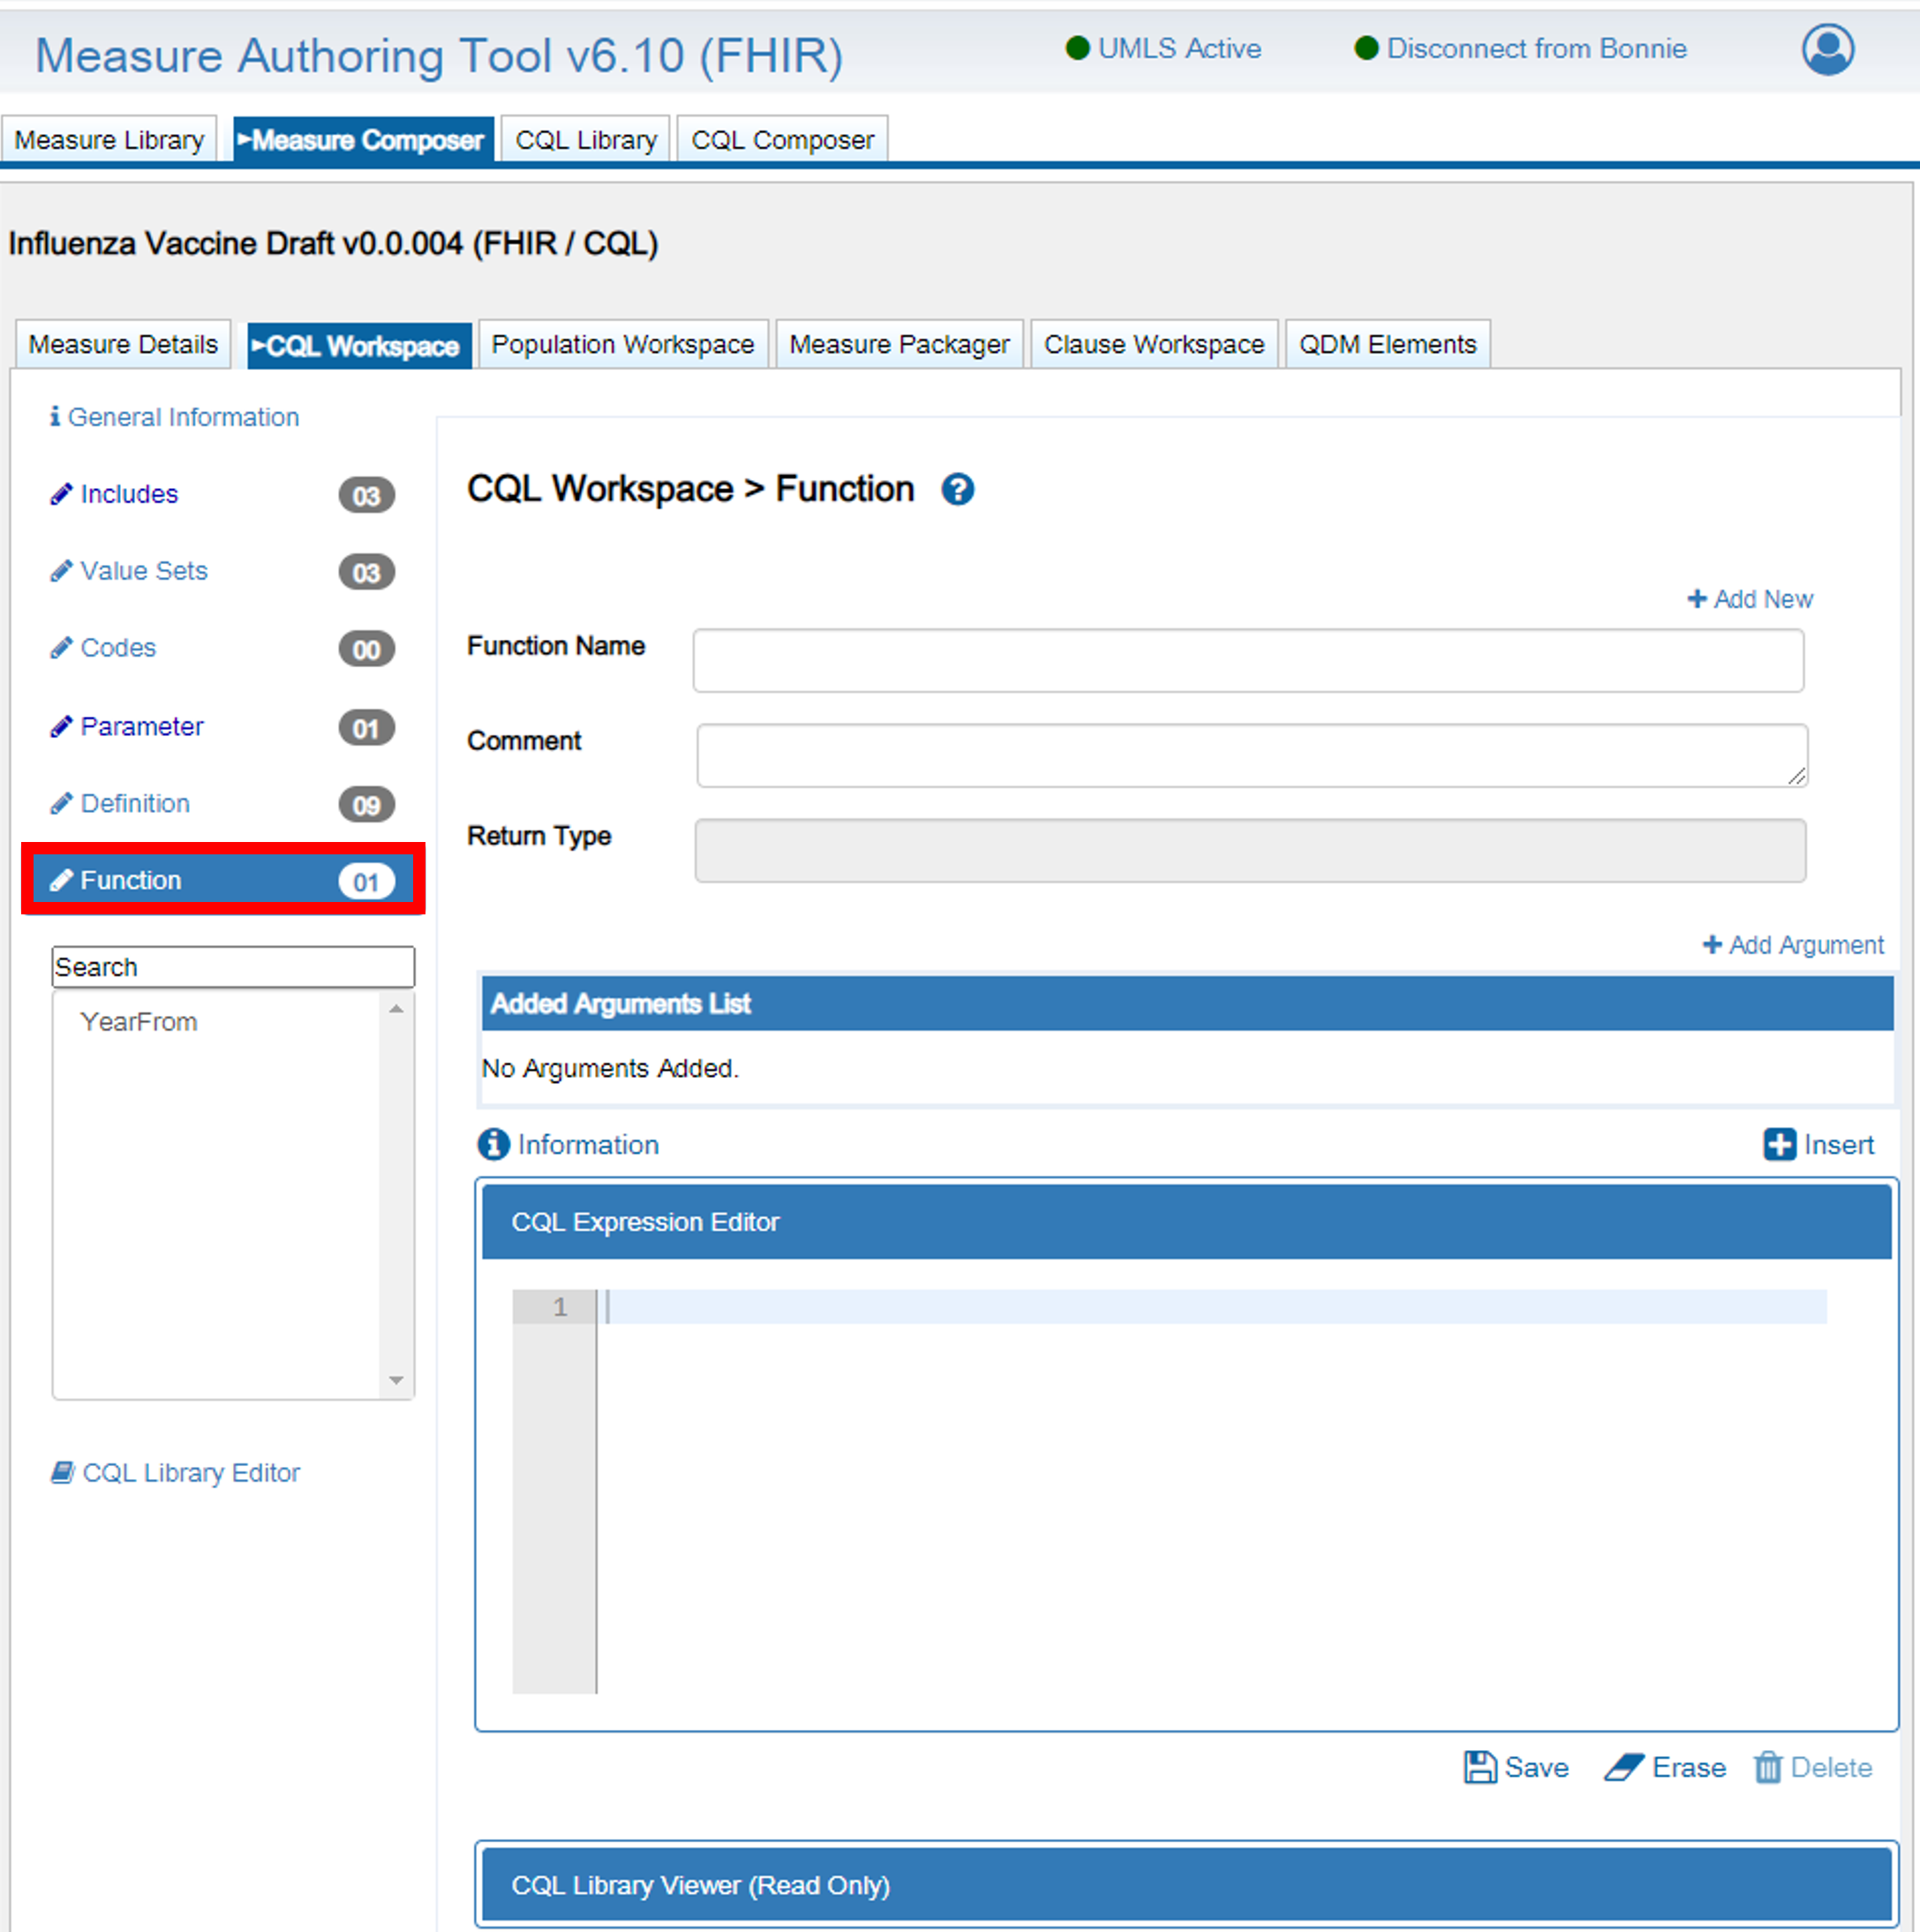 Measure Authoring Tool v6.10 (FHIR)
UMLS Active
Disconnect from Bonnie
Measure Library
Measure Composer
CQL Library
CQL Composer
Influenza Vaccine Draft v0.0.004 (FHIR / CQL)
Measure Details
CQL Workspace
Population Workspace
Measure Packager
Clause Workspace
QDM Elements
General Information
Includes 03
Value Sets 03
Codes 00
Parameter 01
Definition 09
Function 01
Search
YearFrom
CQL Library Editor
CQL Workspace > Function
+ Add New
Function Name
Comment
Return Type
+ Add Argument
Added Arguments List
No Arguments Added.
Information
Insert
CQL Expression Editor
1
Save
Erase
Delete
CQL Library Viewer (Read Only)